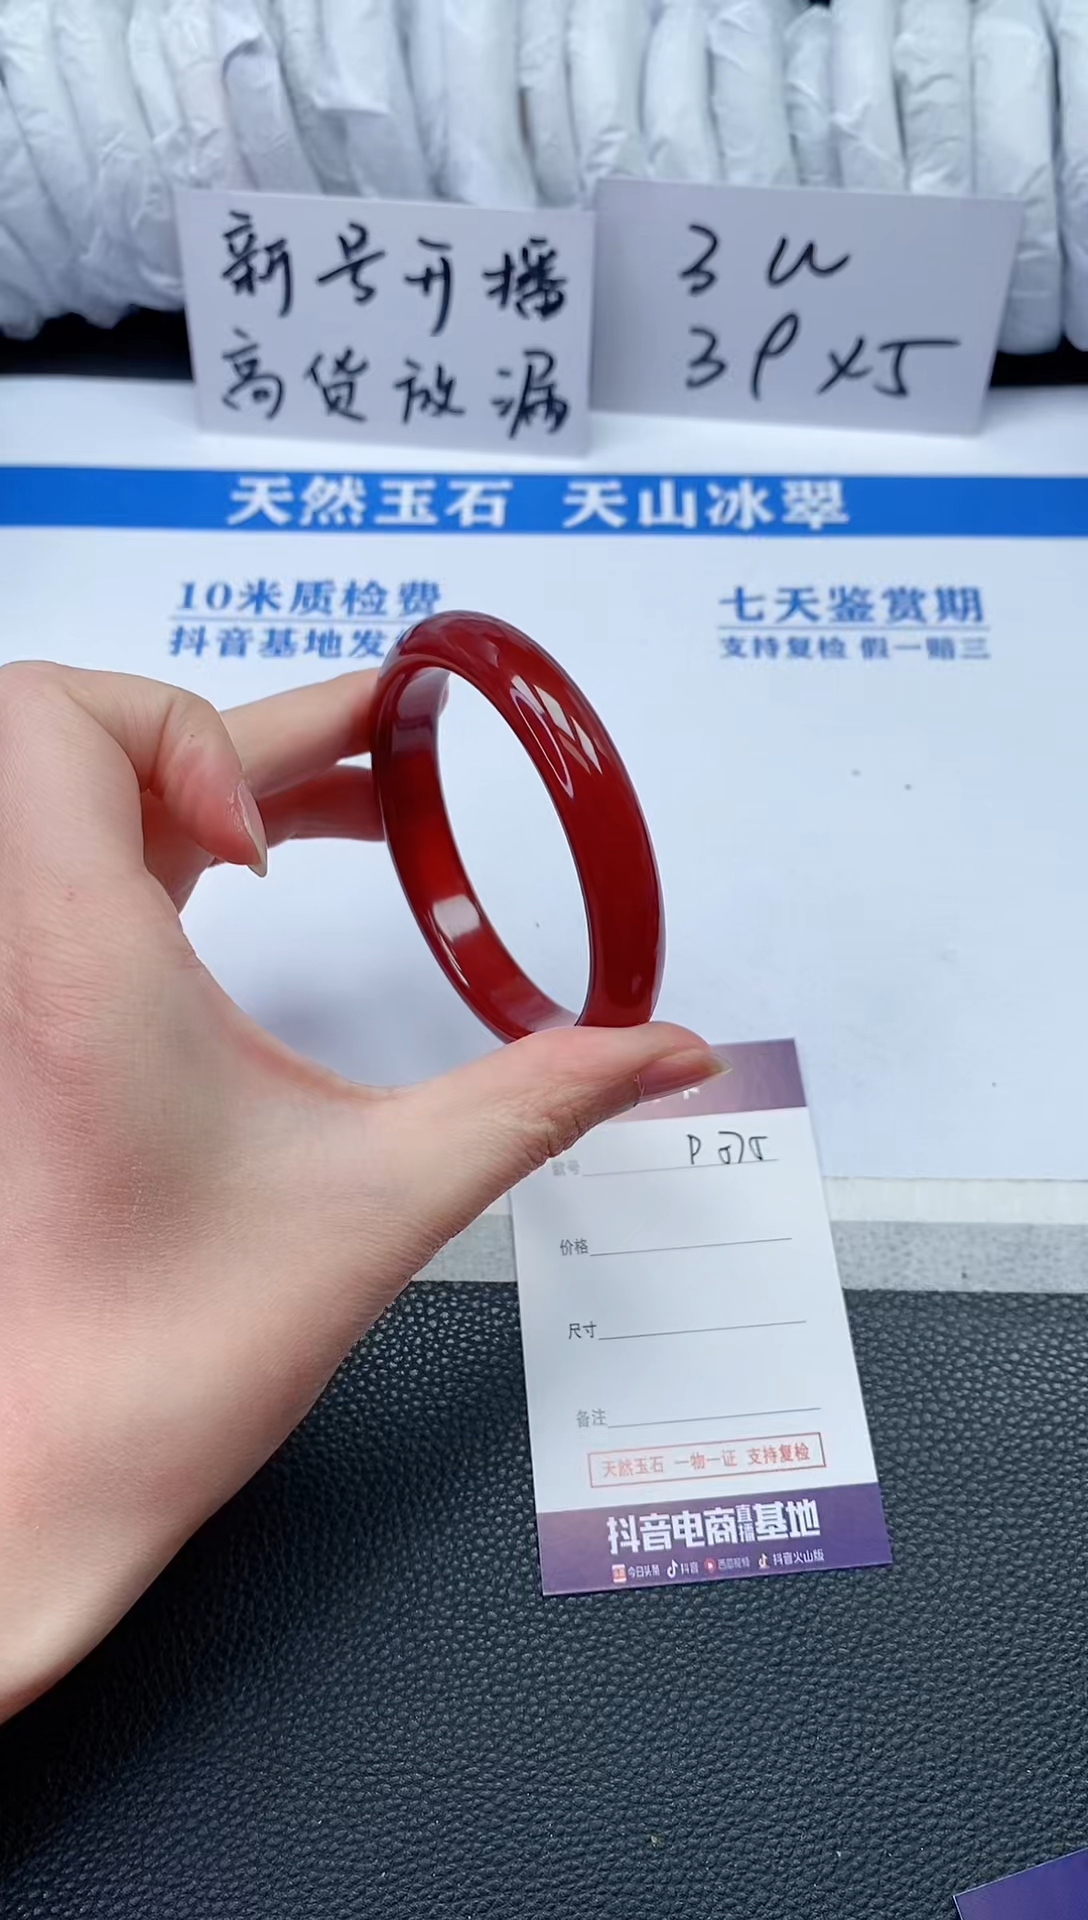 新号开播
高货放漏
3 W
3P X5
天然玉石 天山冰翠
10米质检费
抖音基地发
七天鉴赏期
支持复检 假一赔三
款号
价格
尺寸
备注
天然玉石 一物一证 支持复检
抖音电商直播基地
今日头条 抖音 西瓜视频 抖音火山版